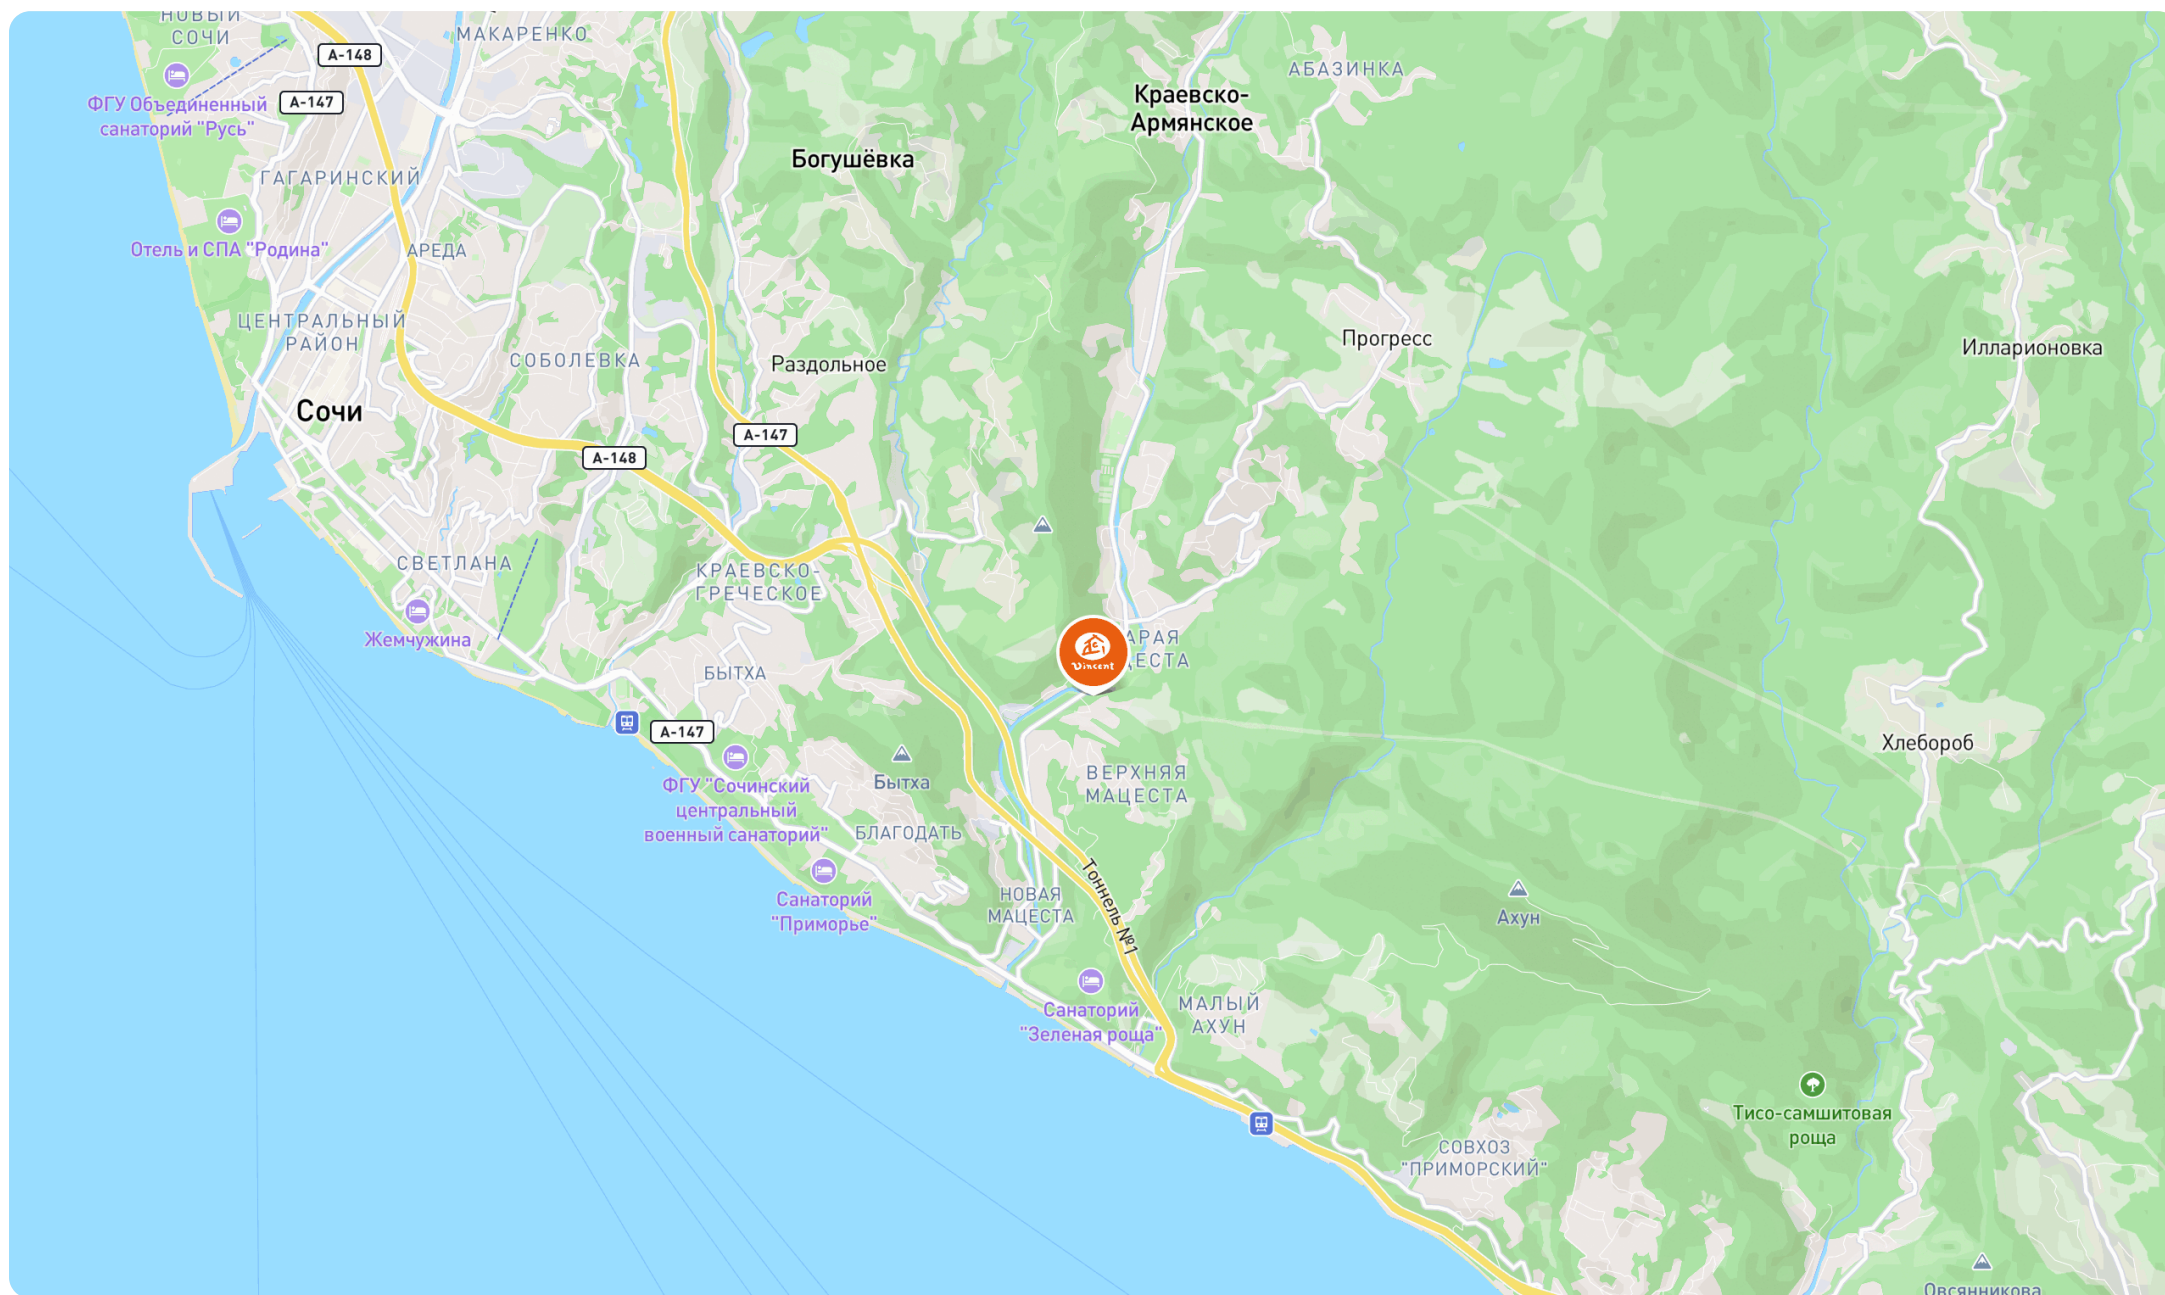 НОВЫЙ
СОЧИ
МАКАРЕНКО
А-148
АБАЗИНКА
А-147
ФГУ Объединенный
санаторий "Русь"
Краевско-
Армянское
Богушёвка
ГАГАРИНСКИЙ
Отель и СПА "Родина"
АРЕДА
ЦЕНТРАЛЬНЫЙ
РАЙОН
СОБОЛЕВКА
Раздольное
Прогресс
Илларионовка
Сочи
А-147
А-148
СВЕТЛАНА
КРАЕВСКО-
ГРЕЧЕСКОЕ
Жемчужина
Vincent
АРАЯ
ЦЕСТА
БЫТХА
А-147
Хлебороб
ФГУ "Сочинский
центральный
военный санаторий"
Бытха
ВЕРХНЯЯ
МАЦЕСТА
БЛАГОДАТЬ
Тоннель №1
Санаторий
"Приморье"
НОВАЯ
МАЦЕСТА
Ахун
Санаторий
"Зеленая роща"
МАЛЫЙ
АХУН
Тисо-самшитовая
роща
СОВХОЗ
"ПРИМОРСКИЙ"
Овсянникова